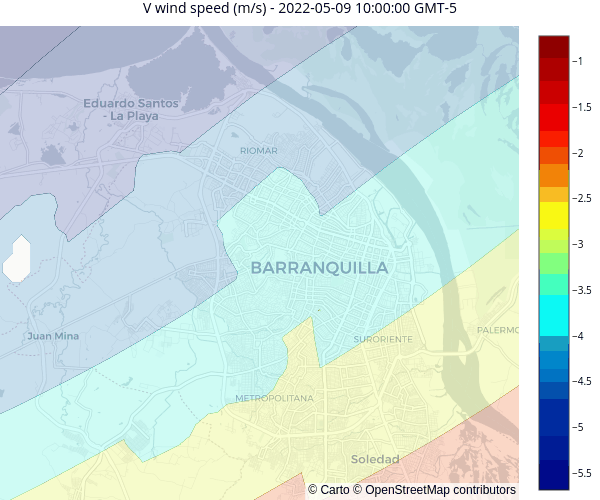 V wind speed (m/s) - 2022-05-09 10:00:00 GMT-5
Eduardo Santos
- La Playa
RIOMAR
BARRANQUILLA
Juan Mina
SURORIENTE
PALERMO
METROPOLITANA
Soledad
© Carto © OpenStreetMap contributors
−1
−1.5
−2
−2.5
−3
−3.5
−4
−4.5
−5
−5.5